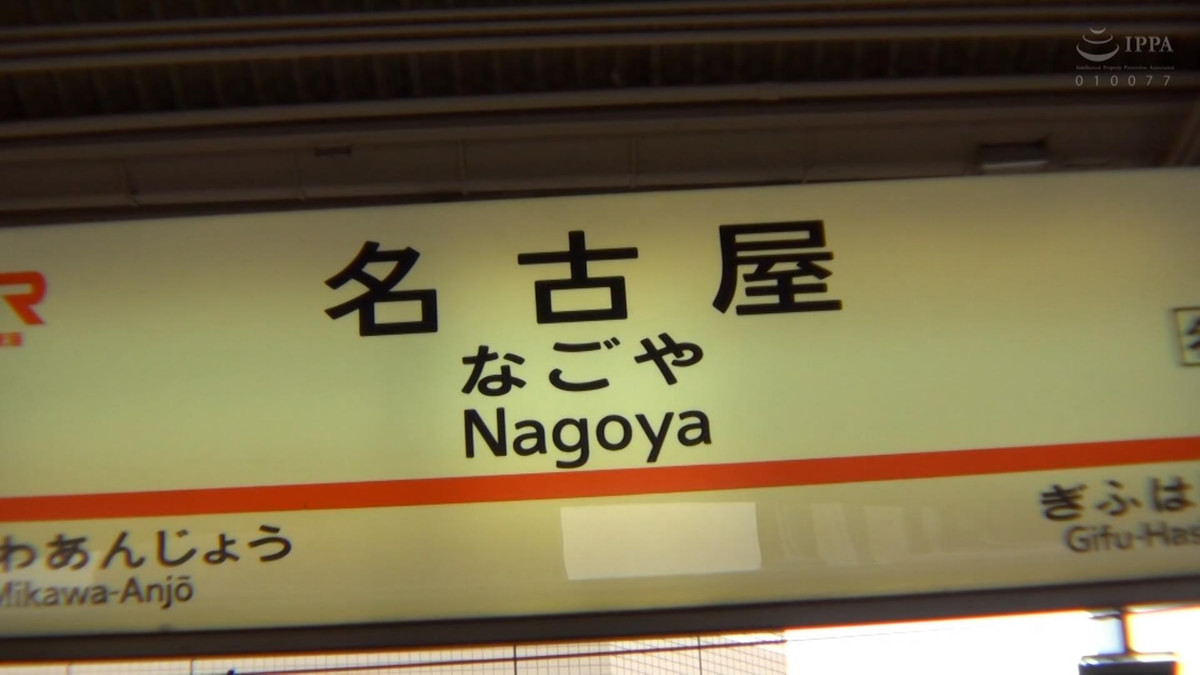 IPPA
010077
名古屋
なごや
Nagoya
わあんじょう
Mikawa-Anjō
ぎふは
Gifu-Has